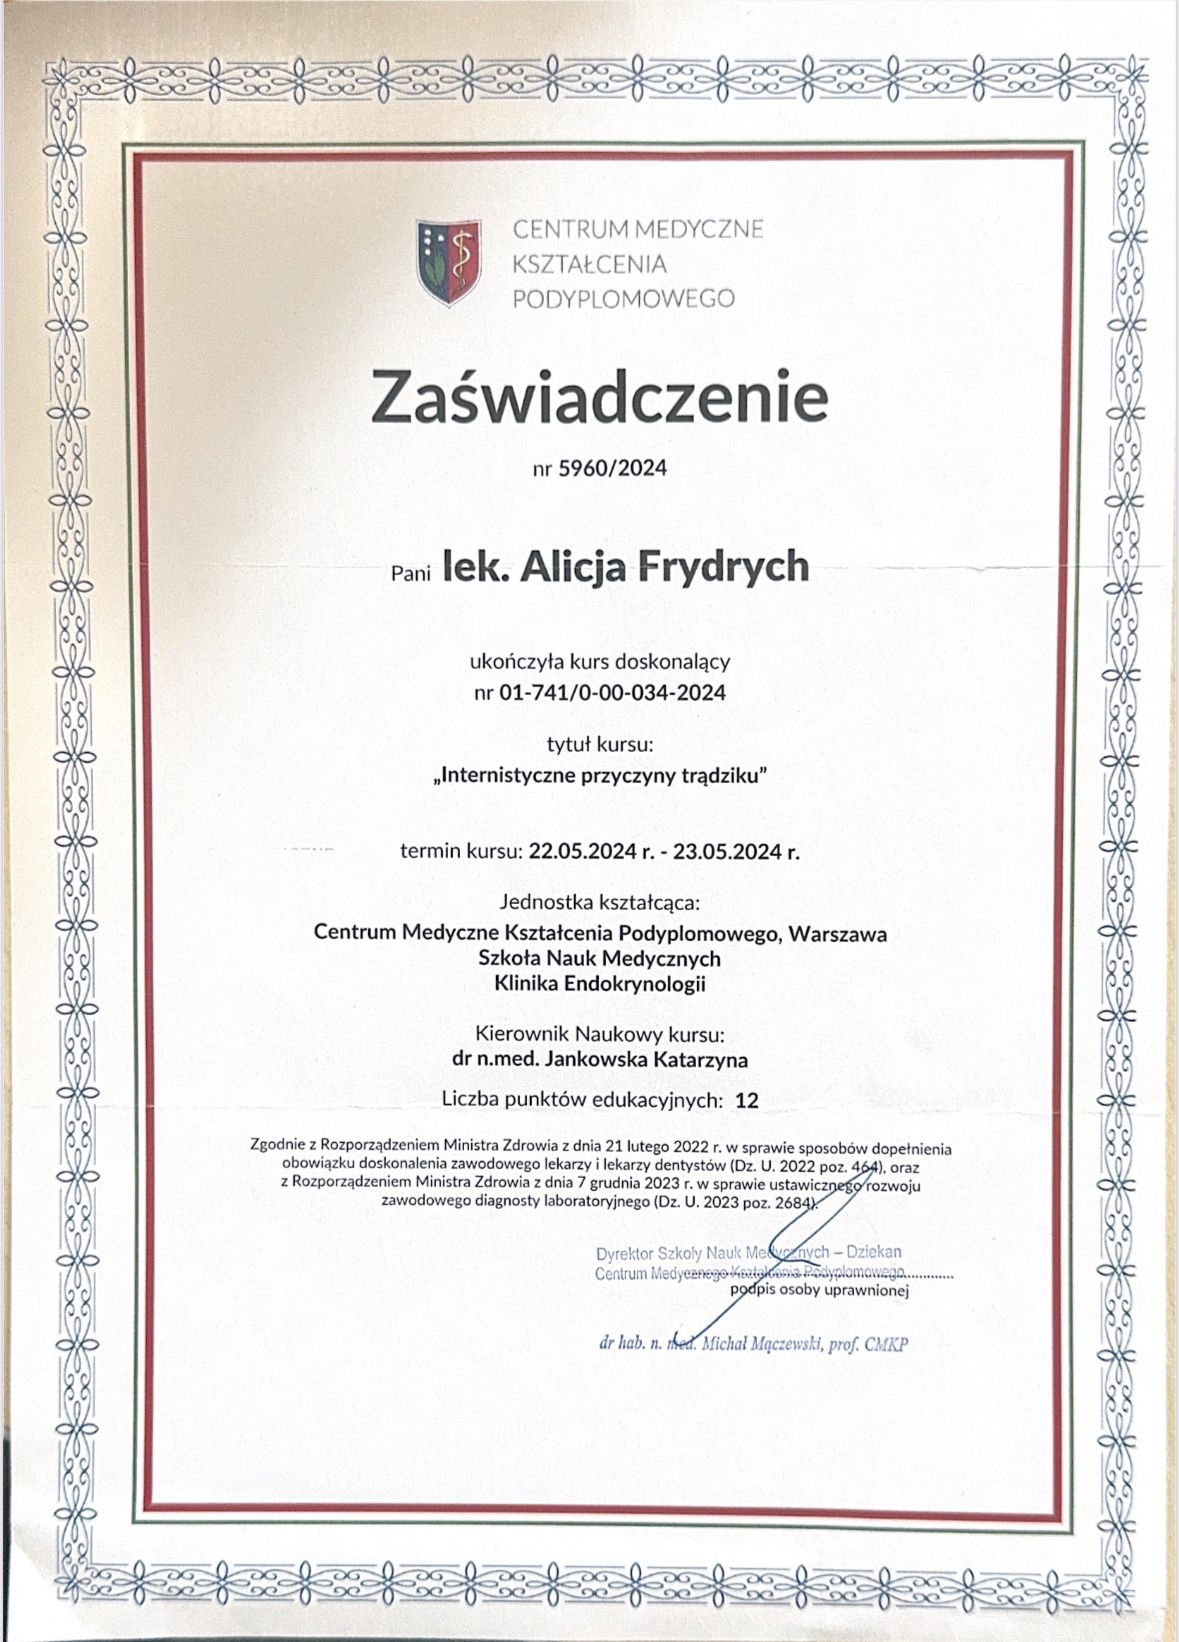 CENTRUM MEDYCZNE
KSZTAŁCENIA
PODYPLOMOWEGO
Zaświadczenie
nr 5960/2024
Pani lek. Alicja Frydrych
ukończyła kurs doskonalący
nr 01-741/0-00-034-2024
tytuł kursu:
„Internistyczne przyczyny trądziku”
termin kursu: 22.05.2024 r. - 23.05.2024 r.
Jednostka kształcąca:
Centrum Medyczne Kształcenia Podyplomowego, Warszawa
Szkoła Nauk Medycznych
Klinika Endokrynologii
Kierownik Naukowy kursu:
dr n.med. Jankowska Katarzyna
Liczba punktów edukacyjnych: 12
Zgodnie z Rozporządzeniem Ministra Zdrowia z dnia 21 lutego 2022 r. w sprawie sposobów dopełnienia
obowiązku doskonalenia zawodowego lekarzy i lekarzy dentystów (Dz. U. 2022 poz. 464), oraz
z Rozporządzeniem Ministra Zdrowia z dnia 7 grudnia 2023 r. w sprawie ustawicznego rozwoju
zawodowego diagnosty laboratoryjnego (Dz. U. 2023 poz. 2684).
Dyrektor Szkoły Nauk Medycznych – Dziekan
Centrum Medycznego Kształcenia Podyplomowego
podpis osoby uprawnionej
dr hab. n. med. Michał Mączewski, prof. CMKP